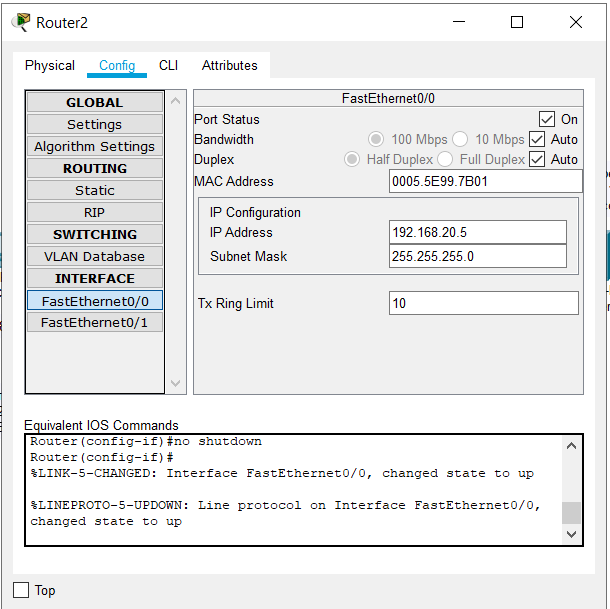 Router2
Physical Config CLI Attributes
GLOBAL
Settings
Algorithm Settings
ROUTING
Static
RIP
SWITCHING
VLAN Database
INTERFACE
FastEthernet0/0
FastEthernet0/1
FastEthernet0/0
Port Status On
Bandwidth 100 Mbps 10 Mbps Auto
Duplex Half Duplex Full Duplex Auto
MAC Address 0005.5E99.7B01
IP Configuration
IP Address 192.168.20.5
Subnet Mask 255.255.255.0
Tx Ring Limit 10
Equivalent IOS Commands
Router(config-if)#no shutdown
Router(config-if)#
%LINK-5-CHANGED: Interface FastEthernet0/0, changed state to up
%LINEPROTO-5-UPDOWN: Line protocol on Interface FastEthernet0/0,
changed state to up
Top